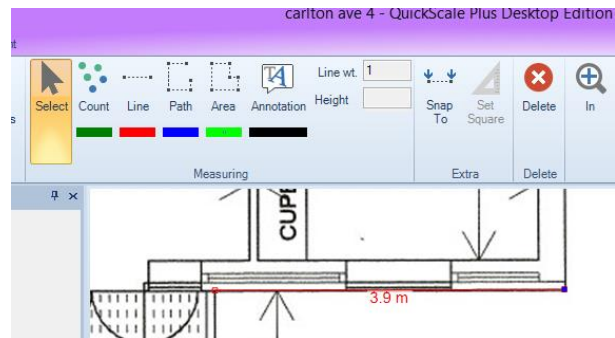 carlton ave 4 - QuickScale Plus Desktop Edition
Line wt. 1
Height
Select Count Line Path Area Annotation Snap To Set Square Delete In
Measuring Extra Delete
CUPB
3.9 m